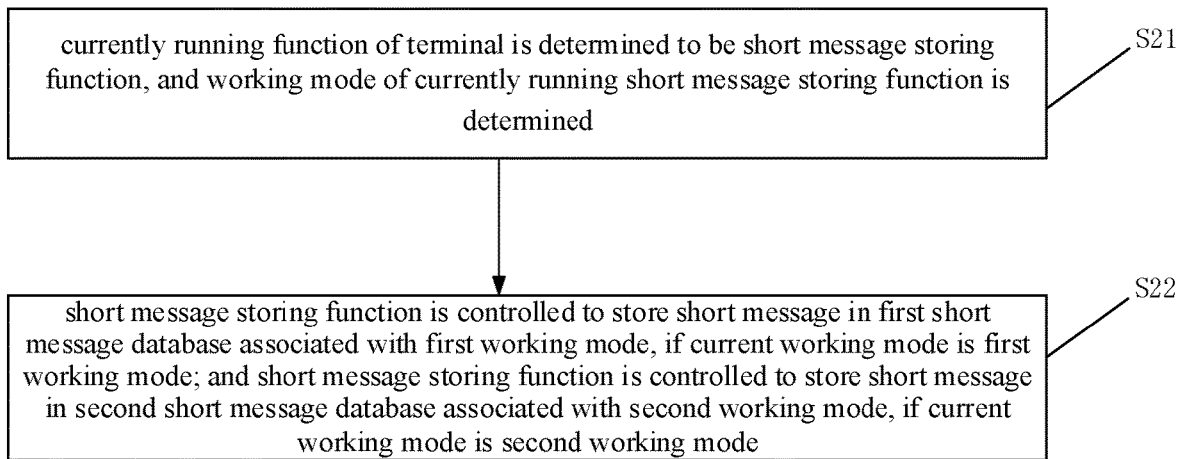 currently running function of terminal is determined to be short message storing
function, and working mode of currently running short message storing function is
determined
S21
short message storing function is controlled to store short message in first short
message database associated with first working mode, if current working mode is first
working mode; and short message storing function is controlled to store short message
in second short message database associated with second working mode, if current
working mode is second working mode
S22